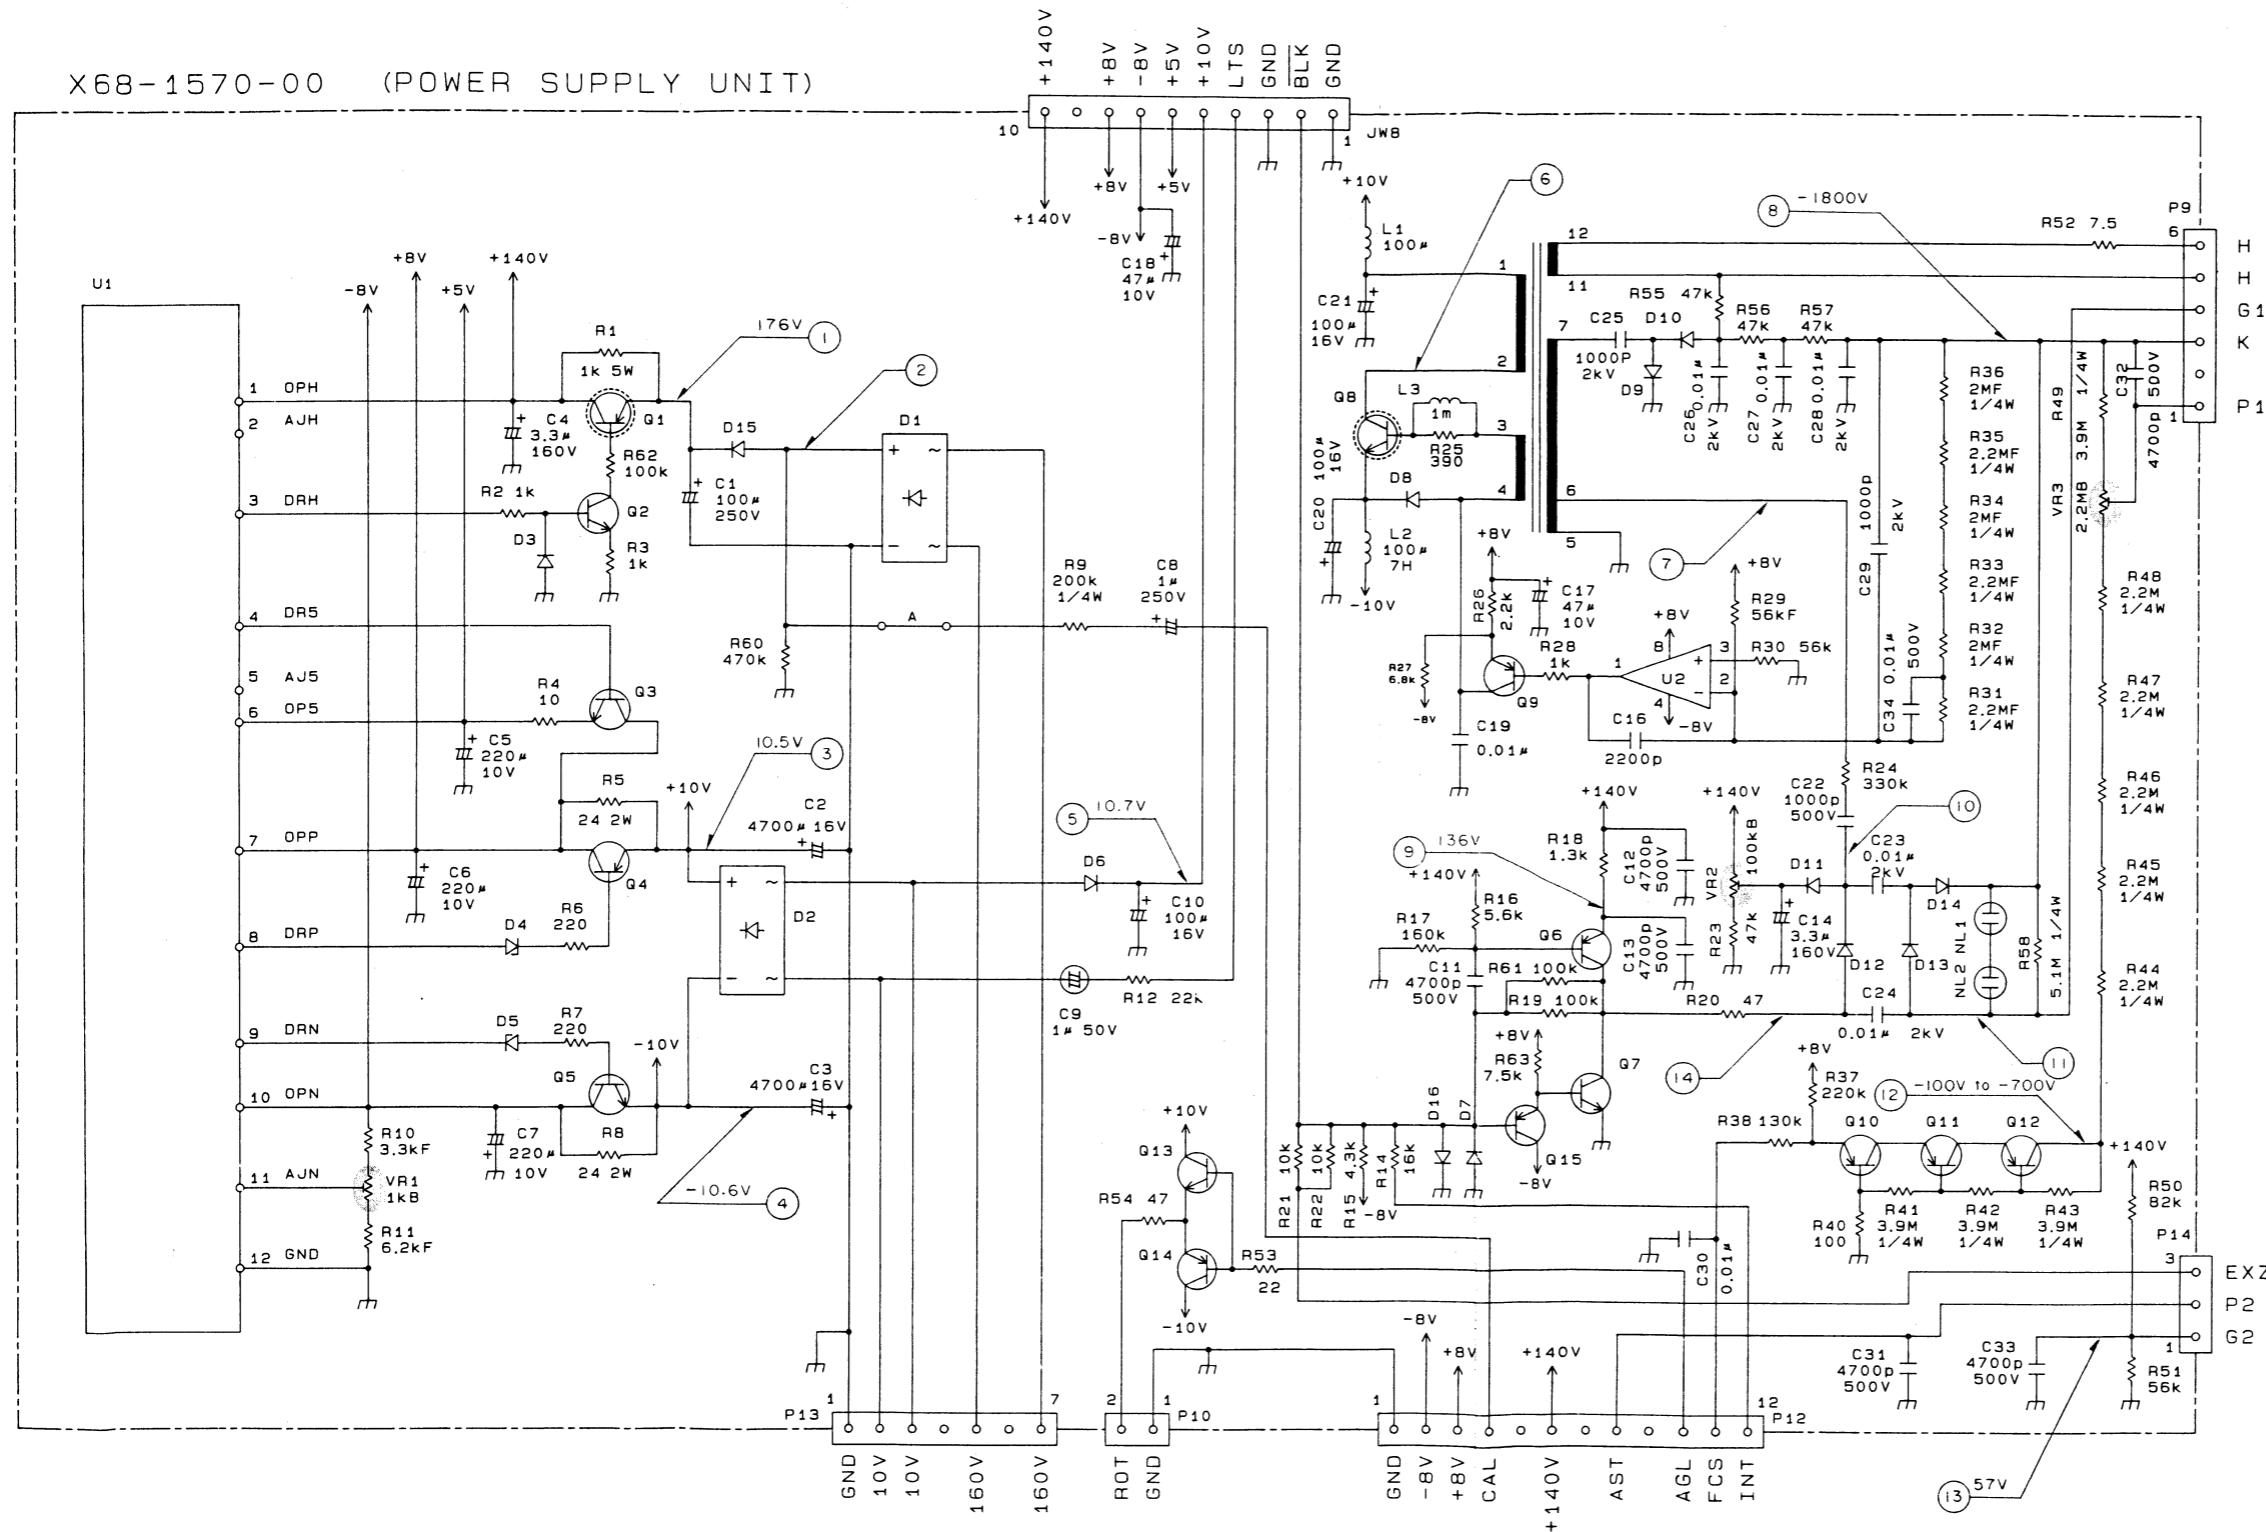 X68-1570-00 (POWER SUPPLY UNIT)
+140V
+8V
-8V
+5V
+10V
LTS
GND
BLK
GND
10
1
JW8
+140V
+8V
-8V
+5V
C18
47μ
10V
U1
-8V
+8V
+5V
+140V
1 OPH
2 AJH
3 DRH
4 DR5
5 AJ5
6 OP5
7 OPP
8 DRP
9 DRN
10 OPN
11 AJN
12 GND
R1
1k 5W
Q1
176V
1
2
C4
3.3μ
160V
R62
100k
R2 1k
Q2
D3
R3
1k
D15
D1
+ ~
- ~
C1
100μ
250V
R60
470k
A
R9
200k
1/4W
C8
1μ
250V
R4
10
Q3
C5
220μ
10V
R5
24 2W
Q4
C6
220μ
10V
D4
R6
220
+10V
10.5V
3
C2
4700μ 16V
D2
+ ~
- ~
D6
10.7V
5
C10
100μ
16V
C9
1μ 50V
R12 22k
D5
R7
220
Q5
-10V
C3
4700μ 16V
R8
24 2W
C7
220μ
10V
-10.6V
4
R10
3.3kF
VR1
1kB
R11
6.2kF
P13
1
7
GND
10V
10V
160V
160V
+10V
Q13
R54 47
Q14
-10V
R53
22
2
1
P10
ROT
GND
+10V
L1
100μ
6
C21
100μ
16V
Q8
L3
1m
R25
390
C20 100μ
16V
D8
L2
100μ
7H
-10V
1
2
3
4
12
11
7
6
5
8
-1800V
R52 7.5
P9
6
1
H
H
G1
K
P1
R55 47k
C25
1000P
2kV
D10
D9
R56
47k
R57
47k
C26 0.01μ
2kV
C27 0.01μ
2kV
C28 0.01μ
2kV
C29 1000p
2kV
R36
2MF
1/4W
R35
2.2MF
1/4W
R34
2MF
1/4W
R33
2.2MF
1/4W
R32
2MF
1/4W
R31
2.2MF
1/4W
C34 0.01μ
500V
R49
3.9M 1/4W
C32
4700p 500V
VR3
2.2MB
R48
2.2M
1/4W
R47
2.2M
1/4W
R46
2.2M
1/4W
R45
2.2M
1/4W
R44
2.2M
1/4W
7
+8V
R26
2.2k
C17
47μ
10V
R27
6.8k
-8V
Q9
R28
1k
C19
0.01μ
+8V
8
1
U2
+ 3
- 2
4
-8V
+8V
R29
56kF
R30 56k
C16
2200p
R24
330k
C22
1000p
500V
10
+140V
R18
1.3k
C12
4700p
500V
9
136V
+140V
R16
5.6k
R17
160k
Q6
C13
4700p
500V
C11
4700p
500V
R61 100k
R19 100k
+140V
VR2
100kB
R23
47k
D11
C14
3.3μ
160V
C23
0.01μ
2kV
D14
D12
D13
NL1
NL2
R58
5.1M 1/4W
R20 47
C24
0.01μ 2kV
14
11
+8V
R63
7.5k
Q7
D16
D7
Q15
-8V
R21 10k
R22 10k
R15 4.3k
-8V
R14 16k
+8V
R37
220k
R38 130k
Q10
Q11
Q12
12
-100V to -700V
R40
100
R41
3.9M
1/4W
R42
3.9M
1/4W
R43
3.9M
1/4W
C30
0.01μ
+140V
R50
82k
P14
3
1
EXZ
P2
G2
R51
56k
C31
4700p
500V
C33
4700p
500V
13
57V
-8V
+8V
+140V
1
12
P12
GND
-8V
+8V
CAL
+140V
AST
AGL
FCS
INT